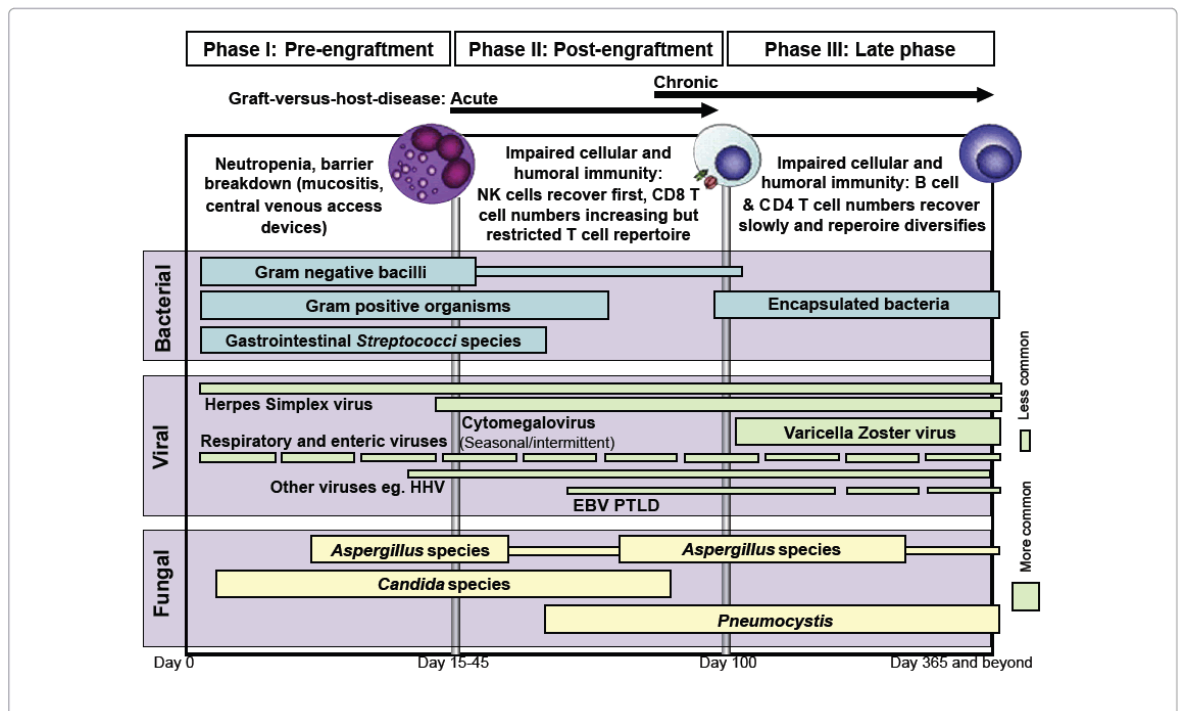 Phase I: Pre-engraftment
Phase II: Post-engraftment
Phase III: Late phase
Chronic
Graft-versus-host-disease: Acute
Neutropenia, barrier
breakdown (mucositis,
central venous access
devices)
Impaired cellular and
humoral immunity:
NK cells recover first, CD8 T
cell numbers increasing but
restricted T cell repertoire
Impaired cellular and
humoral immunity: B cell
& CD4 T cell numbers recover
slowly and reperoire diversifies
Bacterial
Gram negative bacilli
Gram positive organisms
Encapsulated bacteria
Gastrointestinal Streptococci species
Viral
Herpes Simplex virus
Cytomegalovirus
(Seasonal/intermittent)
Varicella Zoster virus
Respiratory and enteric viruses
Other viruses eg. HHV
EBV PTLD
Less common
More common
Fungal
Aspergillus species
Aspergillus species
Candida species
Pneumocystis
Day 0
Day 15-45
Day 100
Day 365 and beyond